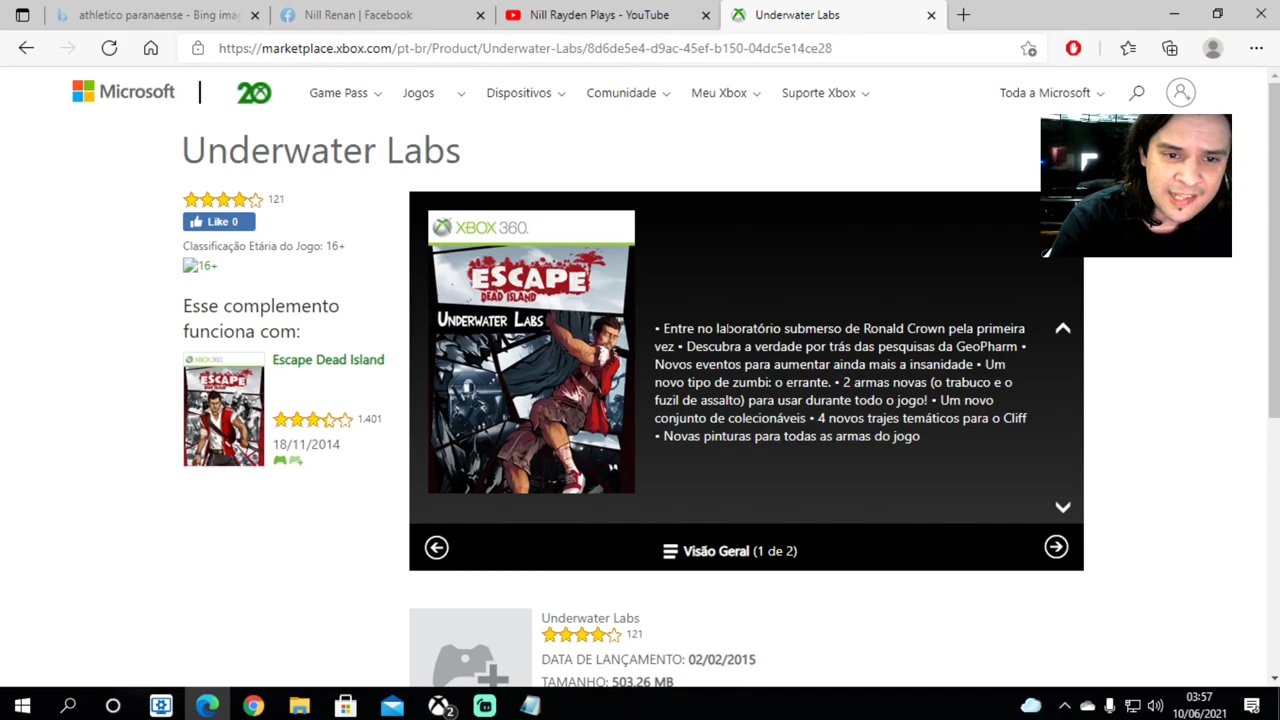 athletico paranaense - Bing ima
Nill Renan | Facebook
Nill Rayden Plays - YouTube
Underwater Labs
https://marketplace.xbox.com/pt-br/Product/Underwater-Labs/8d6de5e4-d9ac-45ef-b150-04dc5e14ce28
Microsoft
20
Game Pass
Jogos
Dispositivos
Comunidade
Meu Xbox
Suporte Xbox
Toda a Microsoft
Underwater Labs
121
Like 0
Classificação Etária do Jogo: 16+
16+
Esse complemento
funciona com:
XBOX 360
ESCAPE
Escape Dead Island
1.401
18/11/2014
XBOX 360.
ESCAPE
DEAD ISLAND
UNDERWATER LABS
• Entre no laboratório submerso de Ronald Crown pela primeira
vez • Descubra a verdade por trás das pesquisas da GeoPharm •
Novos eventos para aumentar ainda mais a insanidade • Um
novo tipo de zumbi: o errante. • 2 armas novas (o trabuco e o
fuzil de assalto) para usar durante todo o jogo! • Um novo
conjunto de colecionáveis • 4 novos trajes temáticos para o Cliff
• Novas pinturas para todas as armas do jogo
Visão Geral (1 de 2)
Underwater Labs
121
DATA DE LANÇAMENTO: 02/02/2015
TAMANHO: 503.26 MB
2
03:57
10/06/2021